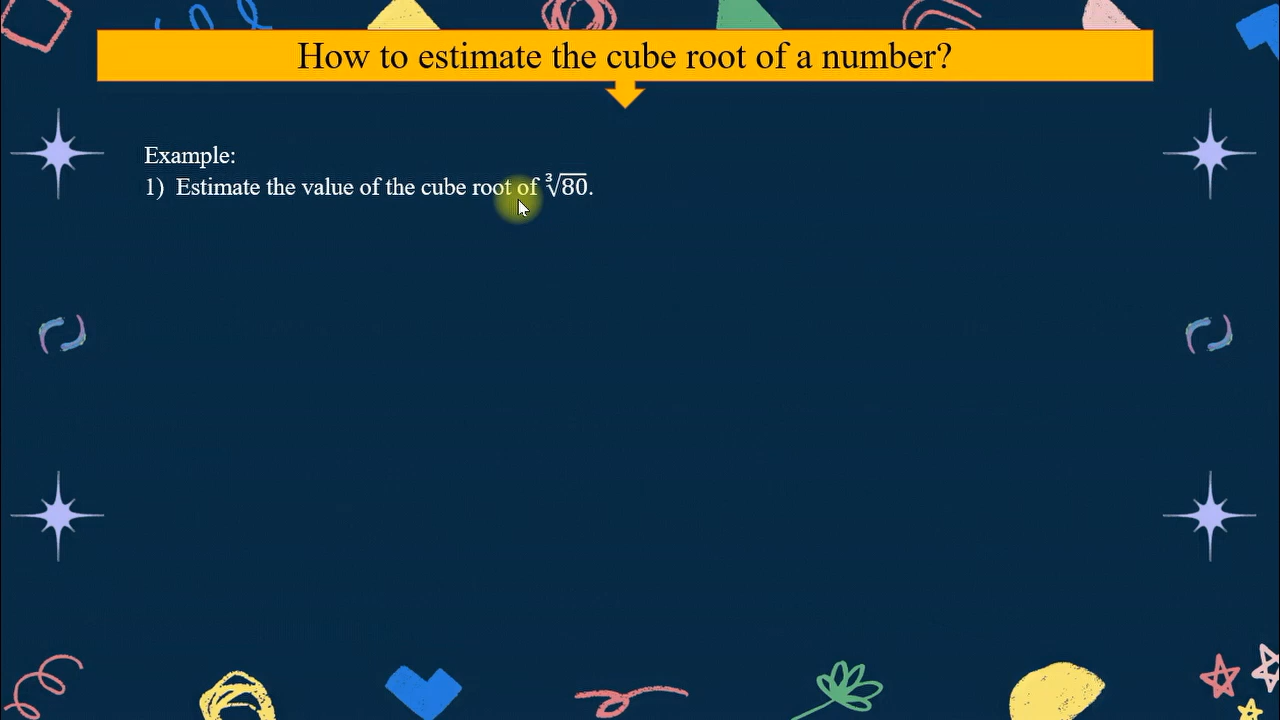 How to estimate the cube root of a number?
Example:
1) Estimate the value of the cube root of ∛80.